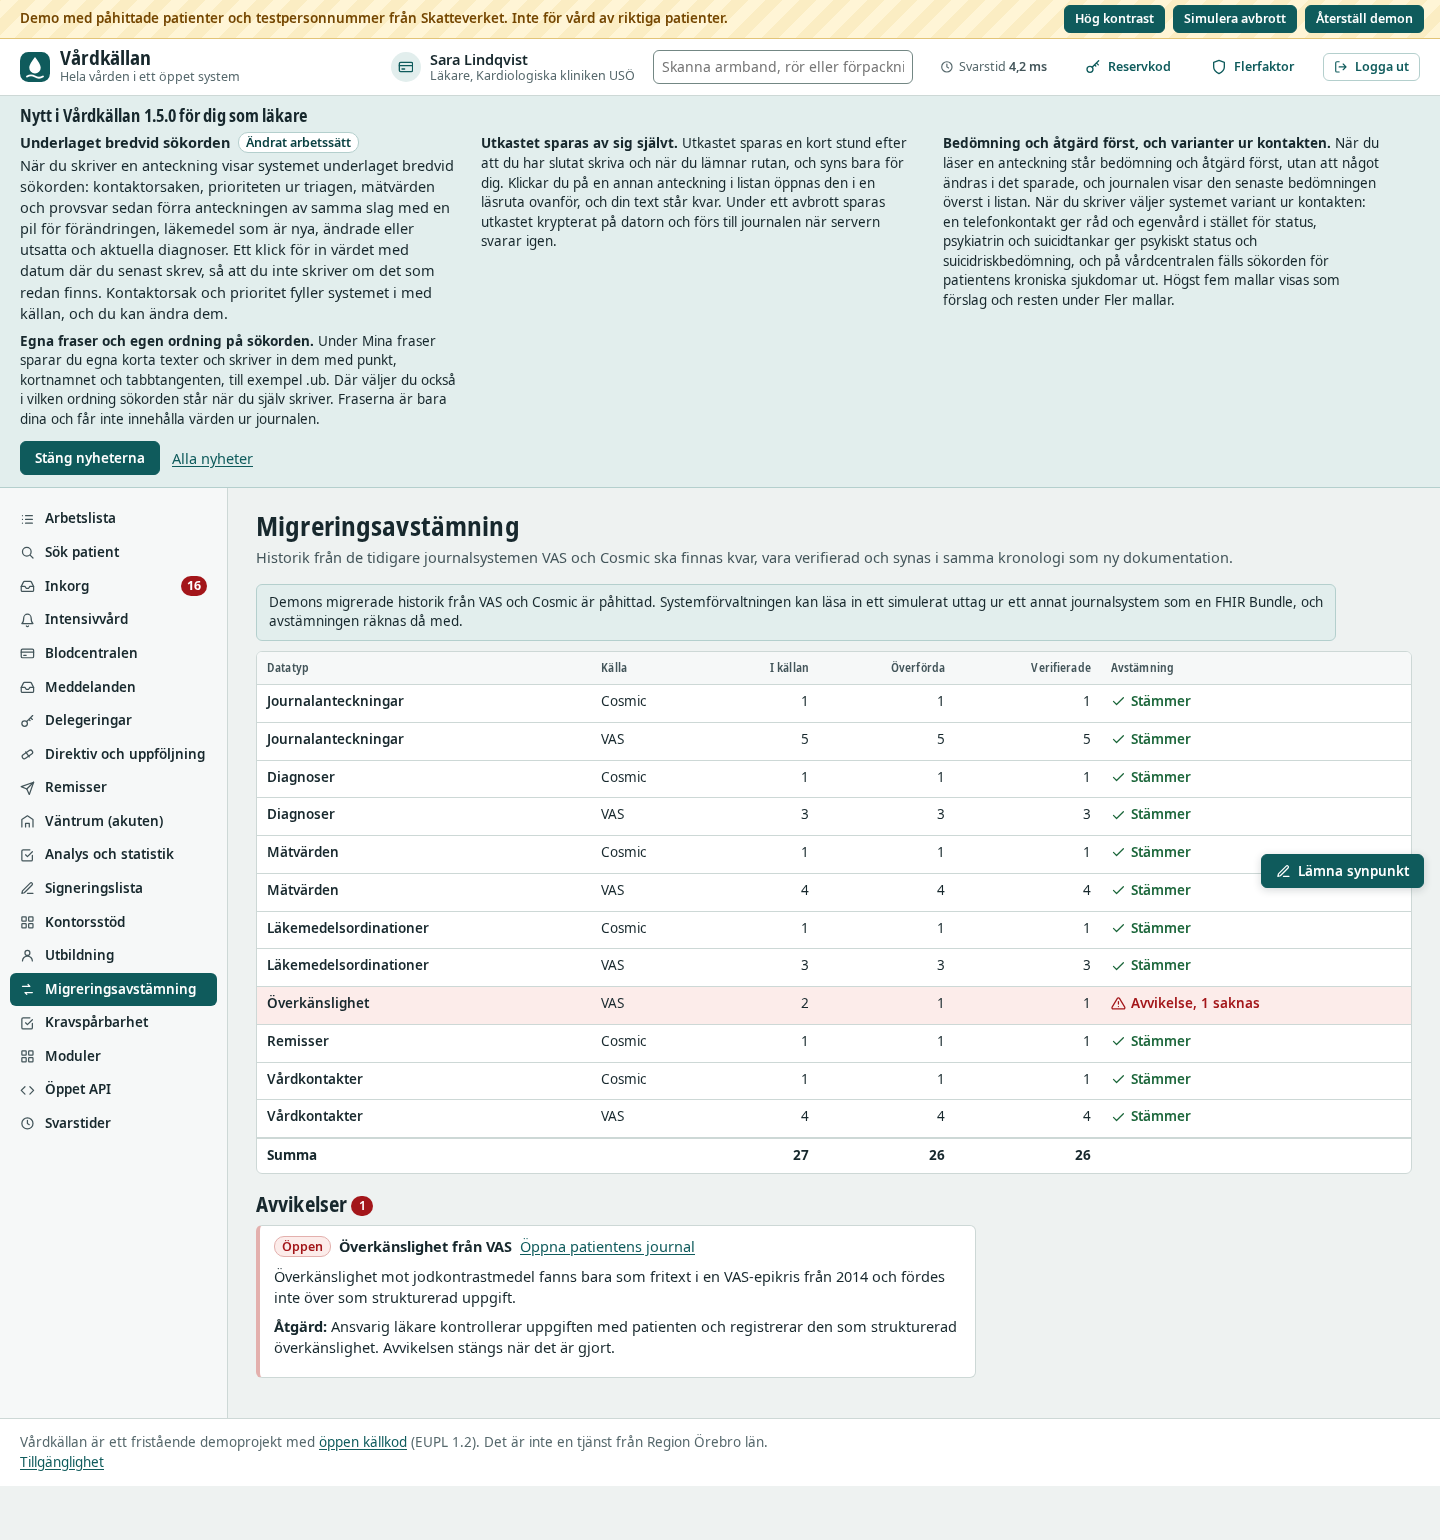 Demo med påhittade patienter och testpersonnummer från Skatteverket. Inte för vård av riktiga patienter.
Hög kontrast
Simulera avbrott
Återställ demon
Vårdkällan
Hela vården i ett öppet system
Sara Lindqvist
Läkare, Kardiologiska kliniken USÖ
Skanna armband, rör eller förpackni
Svarstid 4,2 ms
Reservkod
Flerfaktor
Logga ut
Nytt i Vårdkällan 1.5.0 för dig som läkare
Underlaget bredvid sökorden Ändrat arbetssätt
När du skriver en anteckning visar systemet underlaget bredvid
sökorden: kontaktorsaken, prioriteten ur triagen, mätvärden
och provsvar sedan förra anteckningen av samma slag med en
pil för förändringen, läkemedel som är nya, ändrade eller
utsatta och aktuella diagnoser. Ett klick för in värdet med
datum där du senast skrev, så att du inte skriver om det som
redan finns. Kontaktorsak och prioritet fyller systemet i med
källan, och du kan ändra dem.
Egna fraser och egen ordning på sökorden. Under Mina fraser
sparar du egna korta texter och skriver in dem med punkt,
kortnamnet och tabbtangenten, till exempel .ub. Där väljer du också
i vilken ordning sökorden står när du själv skriver. Fraserna är bara
dina och får inte innehålla värden ur journalen.
Utkastet sparas av sig självt. Utkastet sparas en kort stund efter
att du har slutat skriva och när du lämnar rutan, och syns bara för
dig. Klickar du på en annan anteckning i listan öppnas den i en
läsruta ovanför, och din text står kvar. Under ett avbrott sparas
utkastet krypterat på datorn och förs till journalen när servern
svarar igen.
Bedömning och åtgärd först, och varianter ur kontakten. När du
läser en anteckning står bedömning och åtgärd först, utan att något
ändras i det sparade, och journalen visar den senaste bedömningen
överst i listan. När du skriver väljer systemet variant ur kontakten:
en telefonkontakt ger råd och egenvård i stället för status,
psykiatrin och suicidtankar ger psykiskt status och
suicidriskbedömning, och på vårdcentralen fälls sökorden för
patientens kroniska sjukdomar ut. Högst fem mallar visas som
förslag och resten under Fler mallar.
Stäng nyheterna
Alla nyheter
Arbetslista
Sök patient
Inkorg 16
Intensivvård
Blodcentralen
Meddelanden
Delegeringar
Direktiv och uppföljning
Remisser
Väntrum (akuten)
Analys och statistik
Signeringslista
Kontorsstöd
Utbildning
Migreringsavstämning
Kravspårbarhet
Moduler
Öppet API
Svarstider
Migreringsavstämning
Historik från de tidigare journalsystemen VAS och Cosmic ska finnas kvar, vara verifierad och synas i samma kronologi som ny dokumentation.
Demons migrerade historik från VAS och Cosmic är påhittad. Systemförvaltningen kan läsa in ett simulerat uttag ur ett annat journalsystem som en FHIR Bundle, och
avstämningen räknas då med.
Datatyp Källa I källan Överförda Verifierade Avstämning
Journalanteckningar Cosmic 1 1 1 Stämmer
Journalanteckningar VAS 5 5 5 Stämmer
Diagnoser Cosmic 1 1 1 Stämmer
Diagnoser VAS 3 3 3 Stämmer
Mätvärden Cosmic 1 1 1 Stämmer
Mätvärden VAS 4 4 4 Stämmer
Läkemedelsordinationer Cosmic 1 1 1 Stämmer
Läkemedelsordinationer VAS 3 3 3 Stämmer
Överkänslighet VAS 2 1 1 Avvikelse, 1 saknas
Remisser Cosmic 1 1 1 Stämmer
Vårdkontakter Cosmic 1 1 1 Stämmer
Vårdkontakter VAS 4 4 4 Stämmer
Summa 27 26 26
Lämna synpunkt
Avvikelser 1
Öppen Överkänslighet från VAS Öppna patientens journal
Överkänslighet mot jodkontrastmedel fanns bara som fritext i en VAS-epikris från 2014 och fördes
inte över som strukturerad uppgift.
Åtgärd: Ansvarig läkare kontrollerar uppgiften med patienten och registrerar den som strukturerad
överkänslighet. Avvikelsen stängs när det är gjort.
Vårdkällan är ett fristående demoprojekt med öppen källkod (EUPL 1.2). Det är inte en tjänst från Region Örebro län.
Tillgänglighet